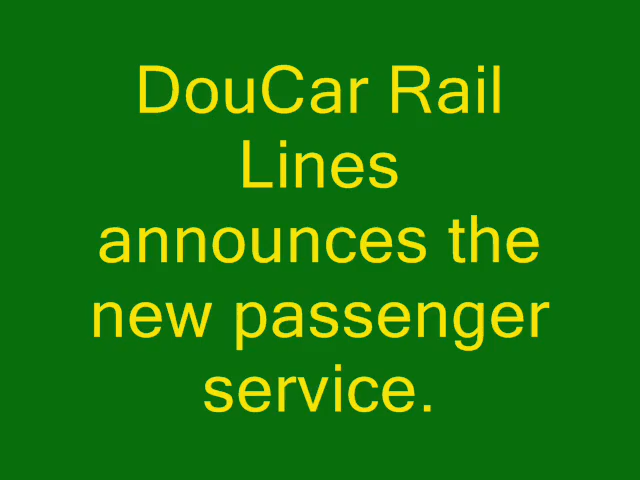 DouCar Rail
Lines
announces the
new passenger
service.